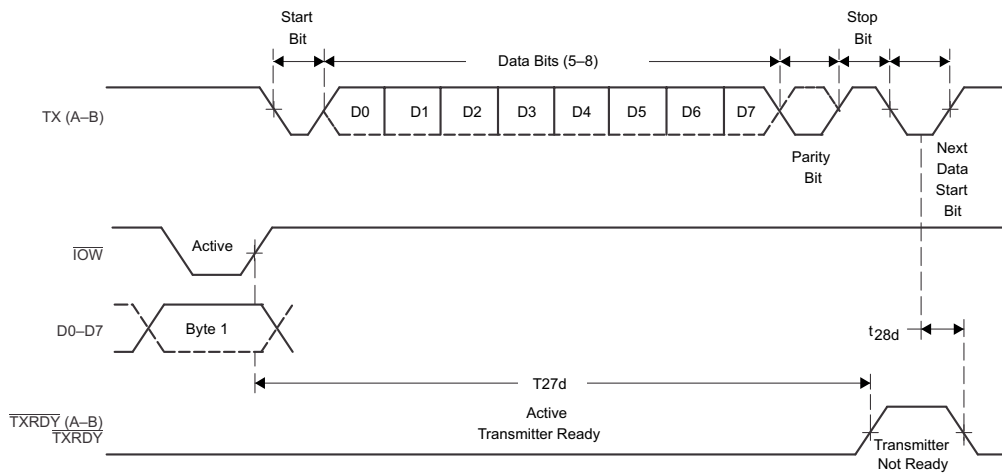 Start
Bit
Data Bits (5–8)
Stop
Bit
TX (A–B)
D0
D1
D2
D3
D4
D5
D6
D7
Parity
Bit
Next
Data
Start
Bit
IOW
Active
D0–D7
Byte 1
t28d
T27d
TXRDY (A–B)
TXRDY
Active
Transmitter Ready
Transmitter
Not Ready